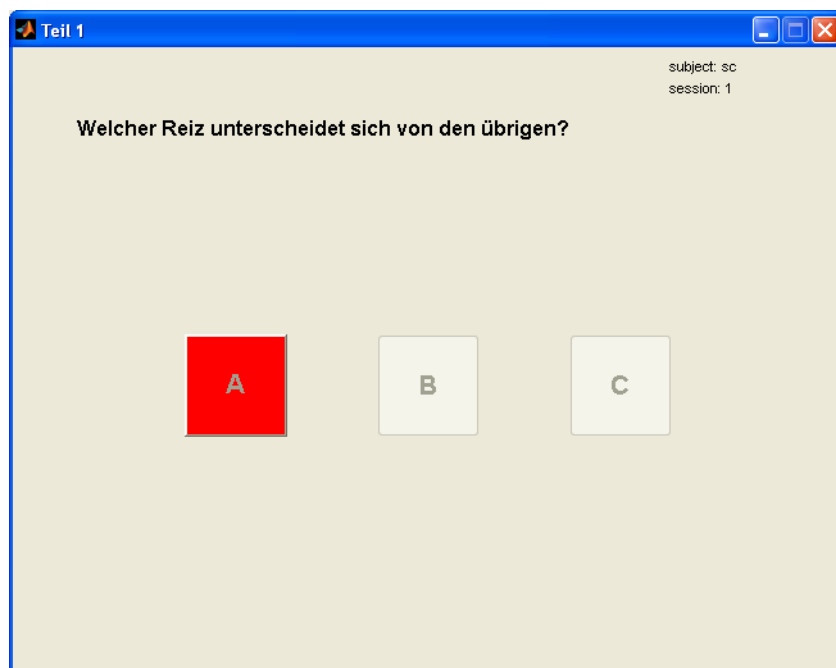 Teil 1
subject: sc
session: 1
Welcher Reiz unterscheidet sich von den übrigen?
A B C